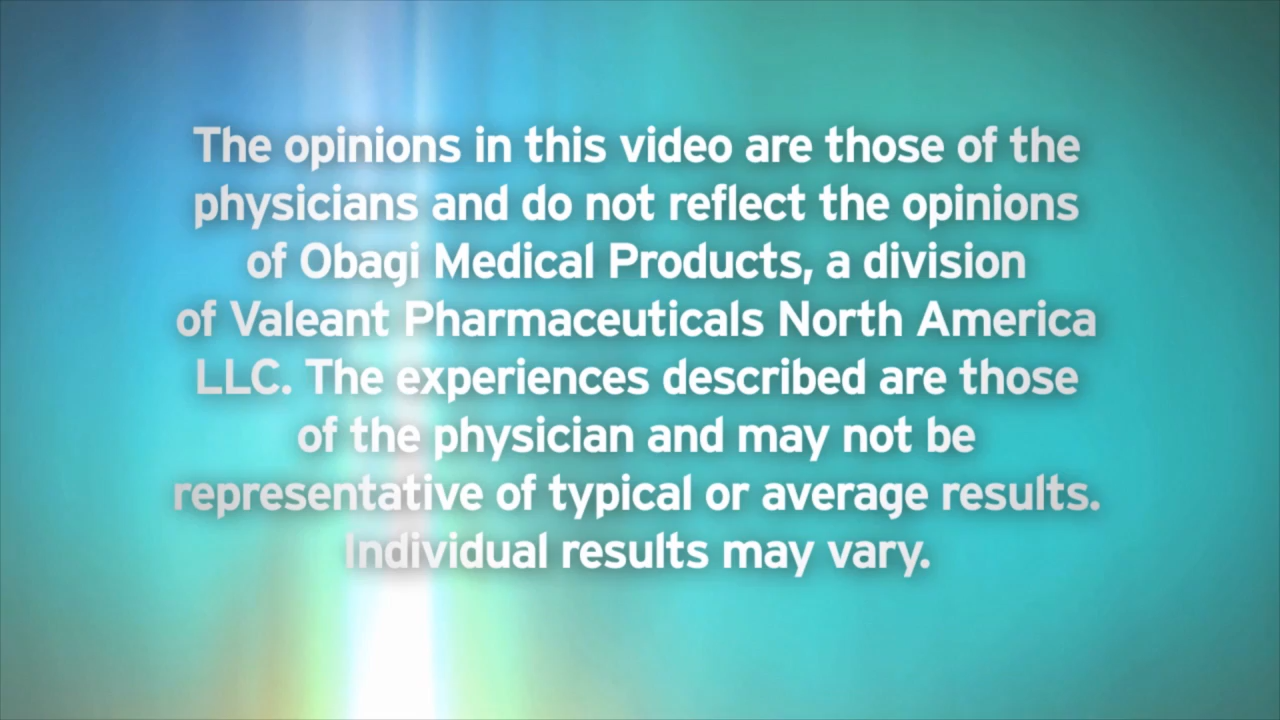 The opinions in this video are those of the
physicians and do not reflect the opinions
of Obagi Medical Products, a division
of Valeant Pharmaceuticals North America
LLC. The experiences described are those
of the physician and may not be
representative of typical or average results.
Individual results may vary.